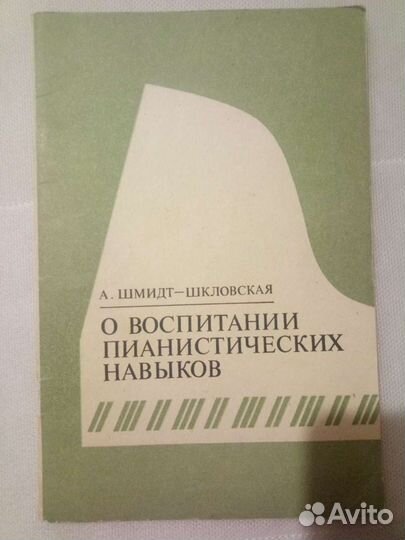 А. ШМИДТ—ШКЛОВСКАЯ
О ВОСПИТАНИИ
ПИАНИСТИЧЕСКИХ
НАВЫКОВ
Avito